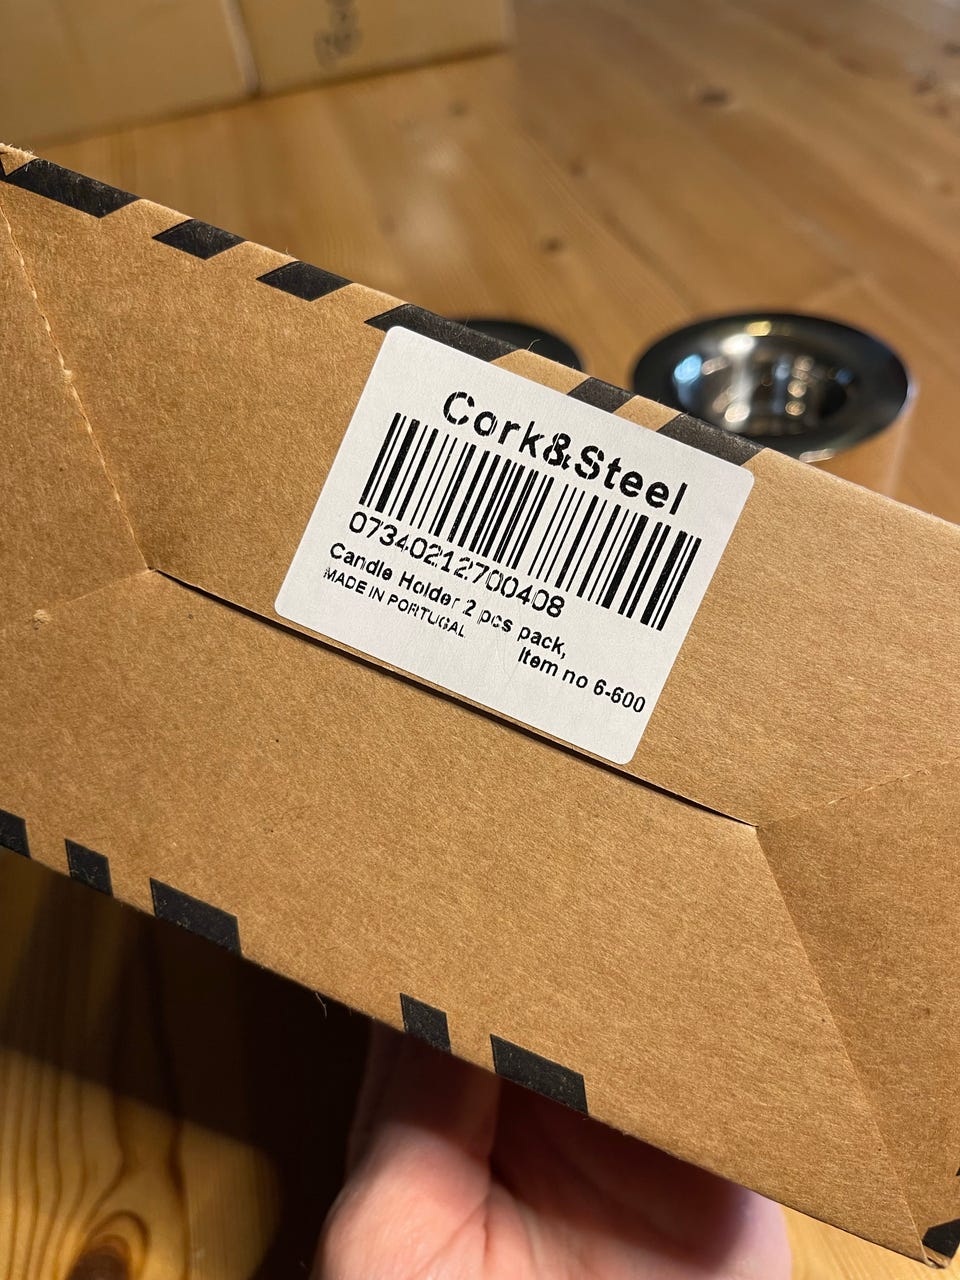 Cork&Steel
07340212700408
Candle Holder 2 pcs pack,
MADE IN PORTUGAL
Item no 6-600